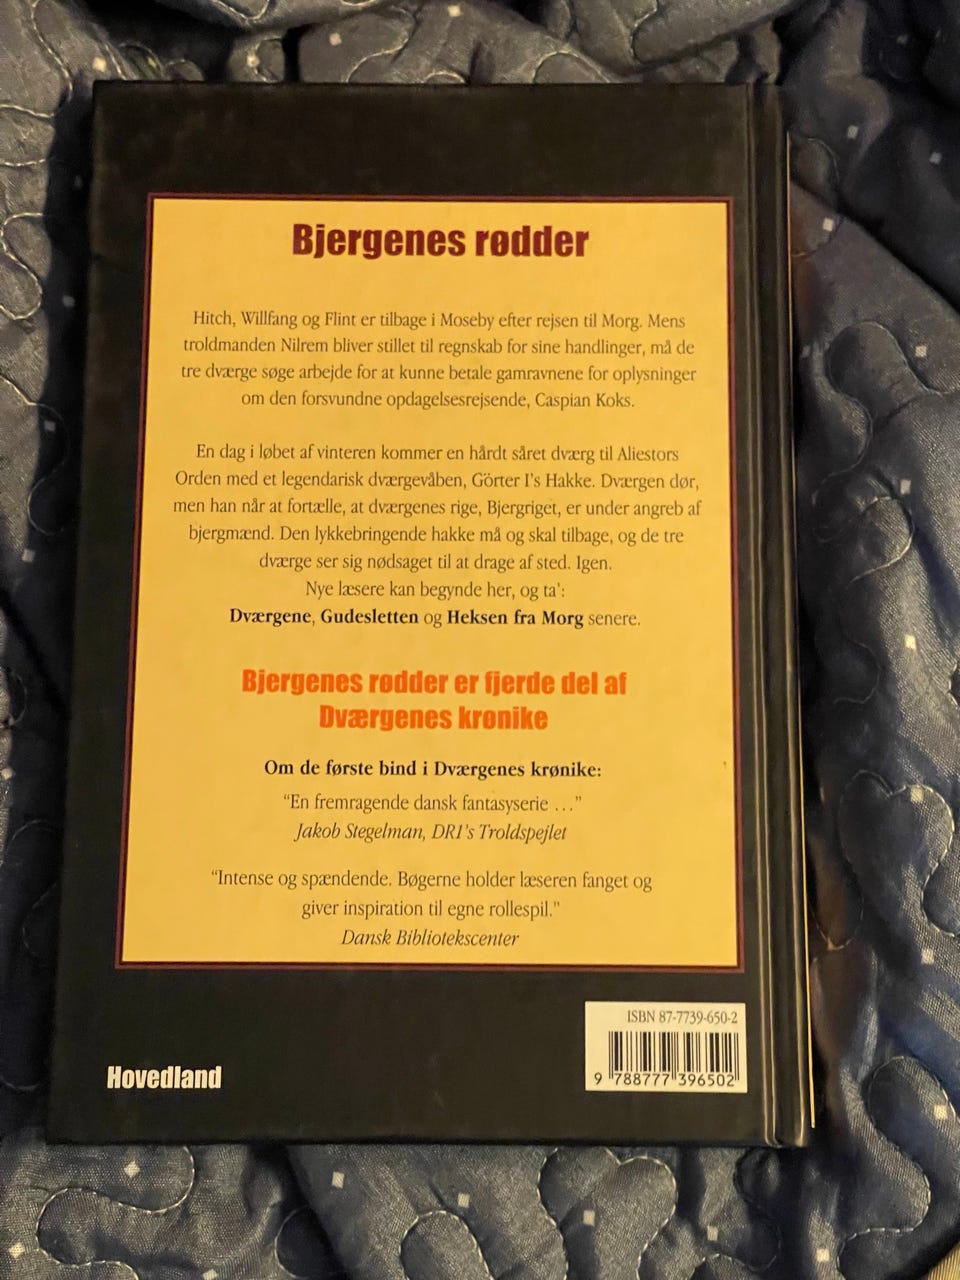 Bjergenes rødder
Hitch, Willfang og Flint er tilbage i Moseby efter rejsen til Morg. Mens
troldmanden Nilrem bliver stillet til regnskab for sine handlinger, må de
tre dværge søge arbejde for at kunne betale gamravnene for oplysninger
om den forsvundne opdagelsesrejsende, Caspian Koks.
En dag i løbet af vinteren kommer en hårdt såret dværg til Aliestors
Orden med et legendarisk dværgevåben, Görter I's Hakke. Dværgen dør,
men han når at fortælle, at dværgenes rige, Bjergriget, er under angreb af
bjergmænd. Den lykkebringende hakke må og skal tilbage, og de tre
dværge ser sig nødsaget til at drage af sted. Igen.
Nye læsere kan begynde her, og ta':
Dværgene, Gudesletten og Heksen fra Morg senere.
Bjergenes rødder er fjerde del af
Dværgenes krønike
Om de første bind i Dværgenes krønike:
“En fremragende dansk fantasyserie …”
Jakob Stegelman, DR1's Troldspejlet
“Intense og spændende. Bøgerne holder læseren fanget og
giver inspiration til egne rollespil."
Dansk Bibliotekscenter
ISBN 87-7739-650-2
9 788777 396502
Hovedland